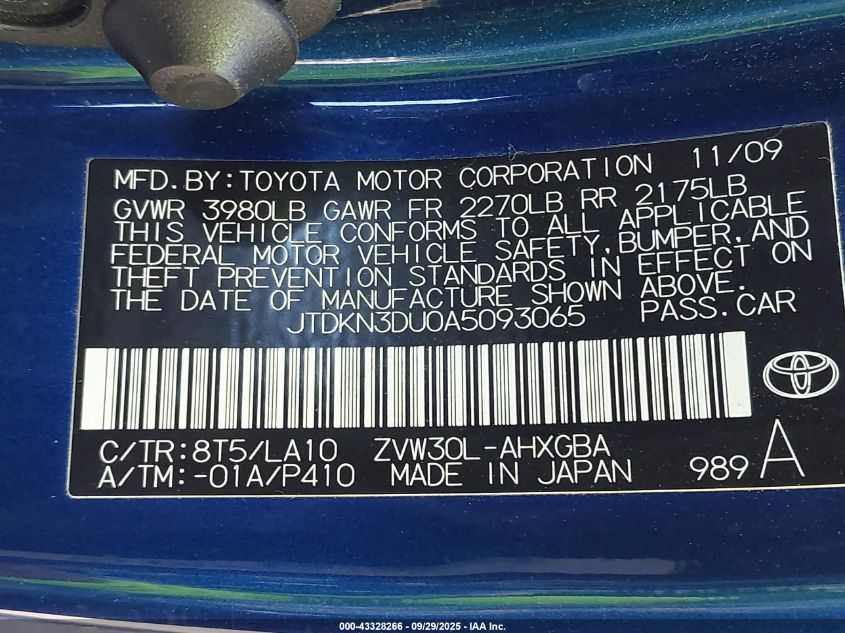 MFD.BY:TOYOTA MOTOR CORPORATION 11/09
GVWR 3980LB GAWR FR 2270LB RR 2175LB
THIS VEHICLE CONFORMS TO ALL APPLICABLE
FEDERAL MOTOR VEHICLE SAFETY,BUMPER,AND
THEFT PREVENTION STANDARDS IN EFFECT ON
THE DATE OF MANUFACTURE SHOWN ABOVE.
JTDKN3DU0A5093065 PASS.CAR
C/TR:8T5/LA10 ZVW30L-AHXGBA
A/TM:-01A/P410 MADE IN JAPAN 989 A
000-43328266 - 09/29/2025 - IAA Inc.